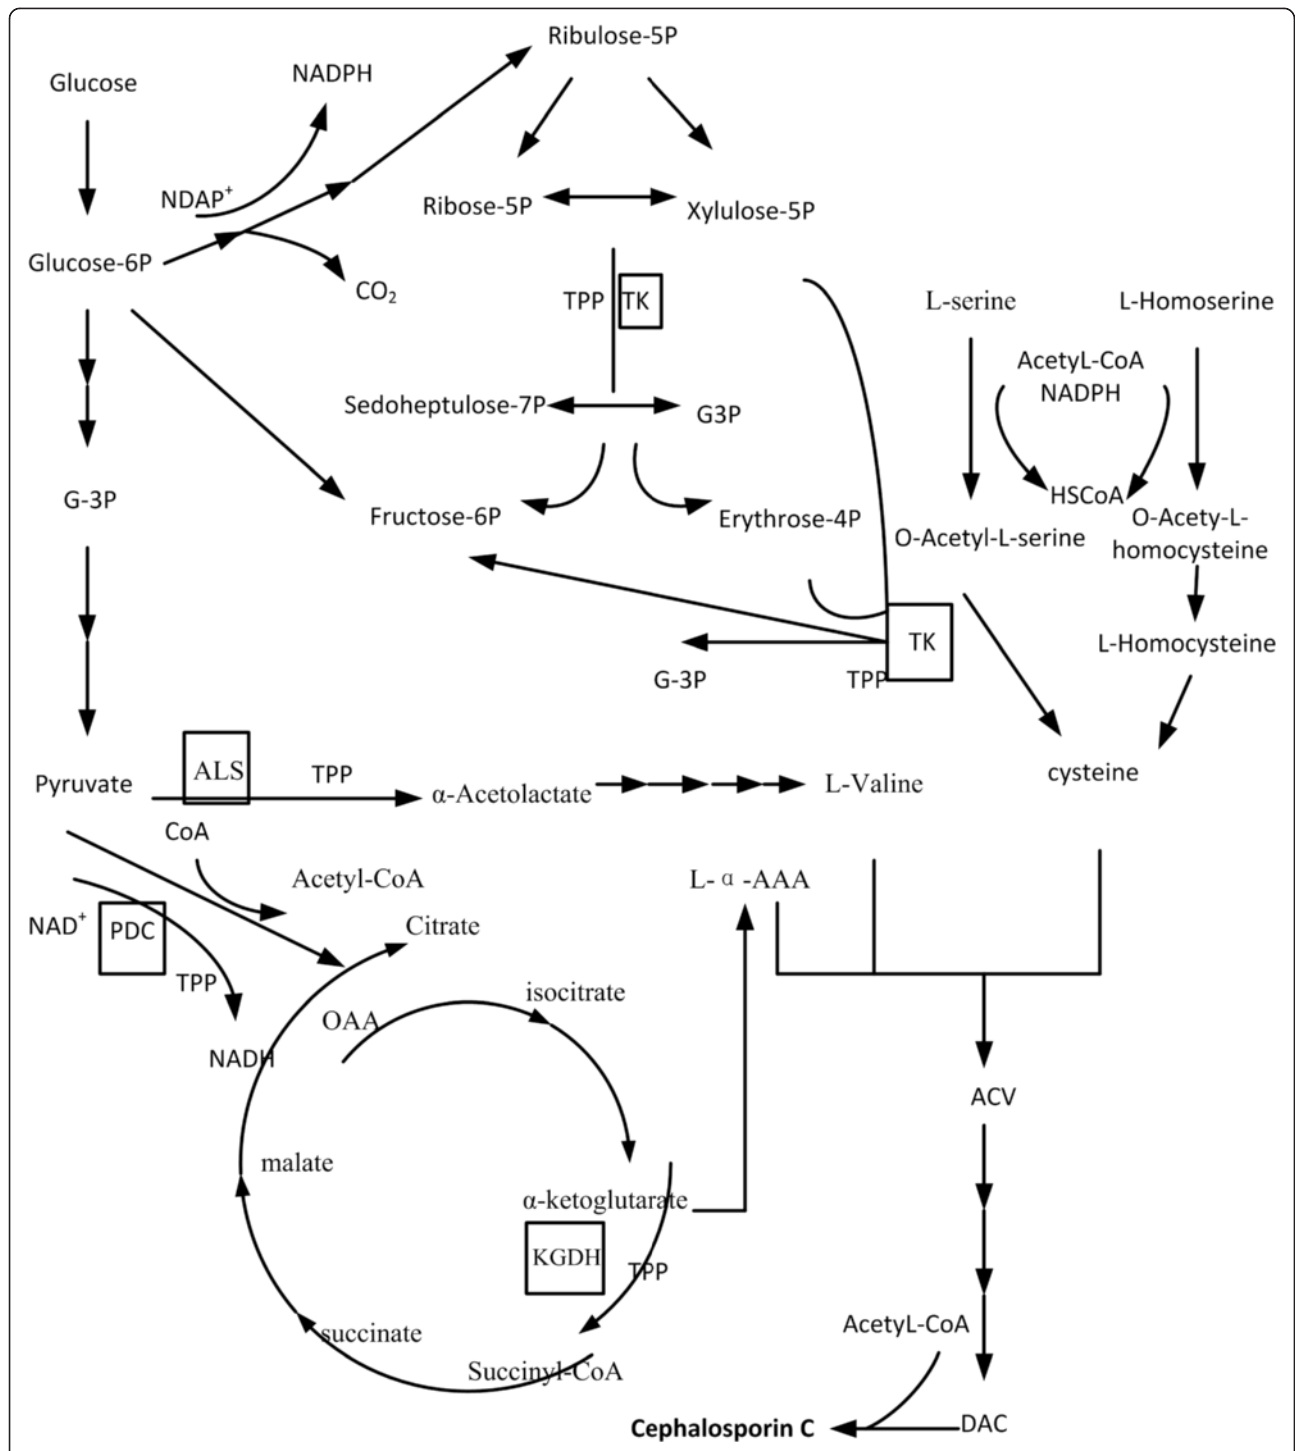 Ribulose-5P
Glucose
NADPH
NDAP+
Ribose-5P
Xylulose-5P
Glucose-6P
CO2
TPP
TK
L-serine
L-Homoserine
AcetyL-CoA
NADPH
Sedoheptulose-7P
G3P
G-3P
HSCoA
Fructose-6P
Erythrose-4P
O-Acetyl-L-serine
O-Acety-L-
homocysteine
TK
L-Homocysteine
G-3P
TPP
Pyruvate
ALS
TPP
α-Acetolactate
L-Valine
cysteine
CoA
Acetyl-CoA
L-α-AAA
NAD+
PDC
Citrate
TPP
isocitrate
OAA
NADH
ACV
malate
α-ketoglutarate
KGDH
TPP
succinate
AcetyL-CoA
Succinyl-CoA
Cephalosporin C
DAC